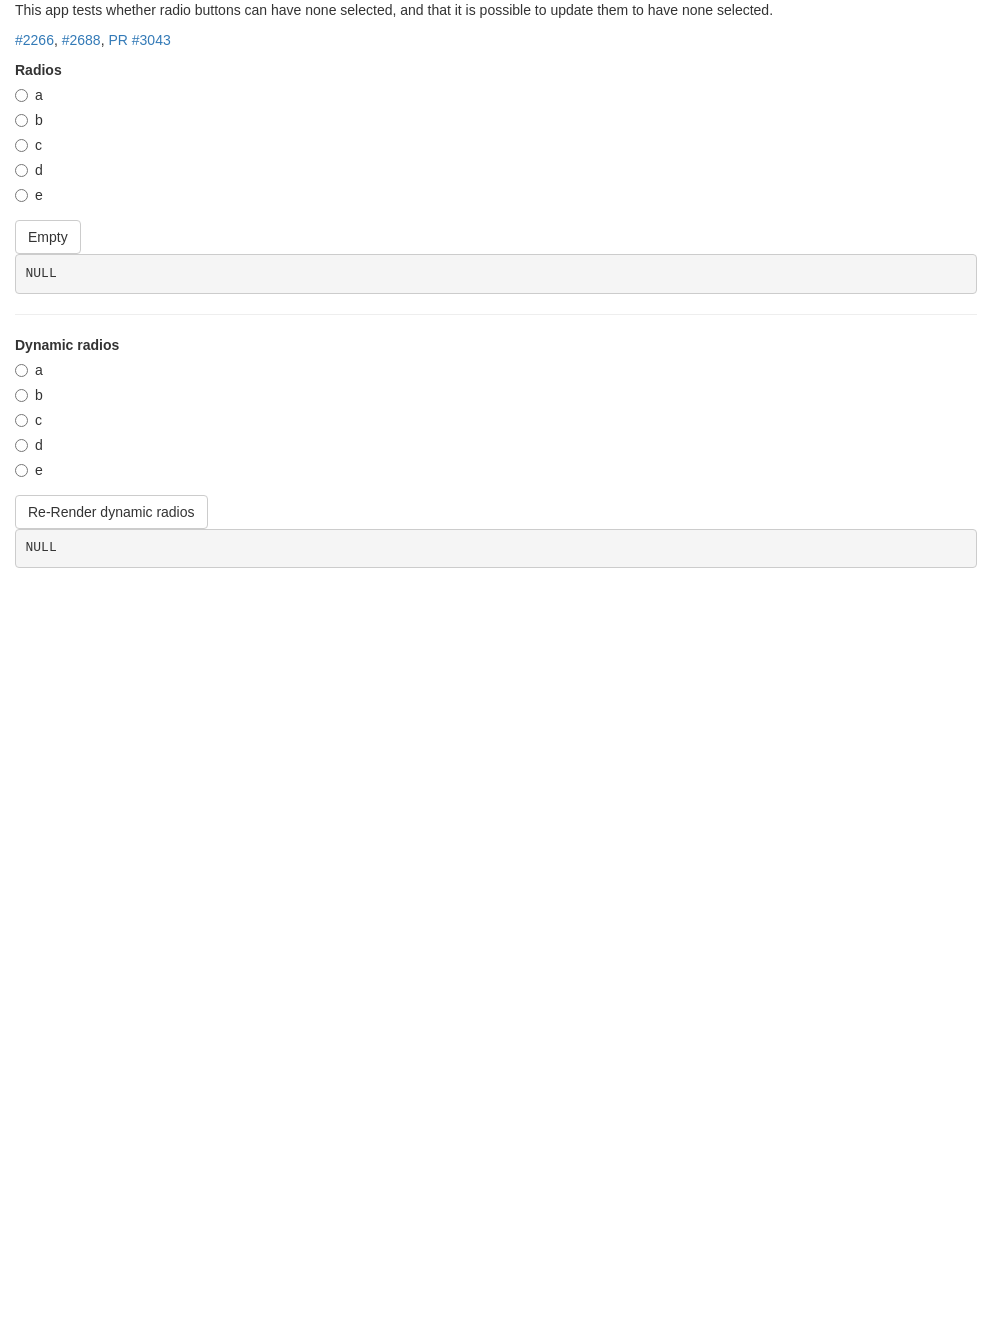 This app tests whether radio buttons can have none selected, and that it is possible to update them to have none selected.
#2266, #2688, PR #3043
Radios
a
b
c
d
e
Empty
NULL
Dynamic radios
a
b
c
d
e
Re-Render dynamic radios
NULL